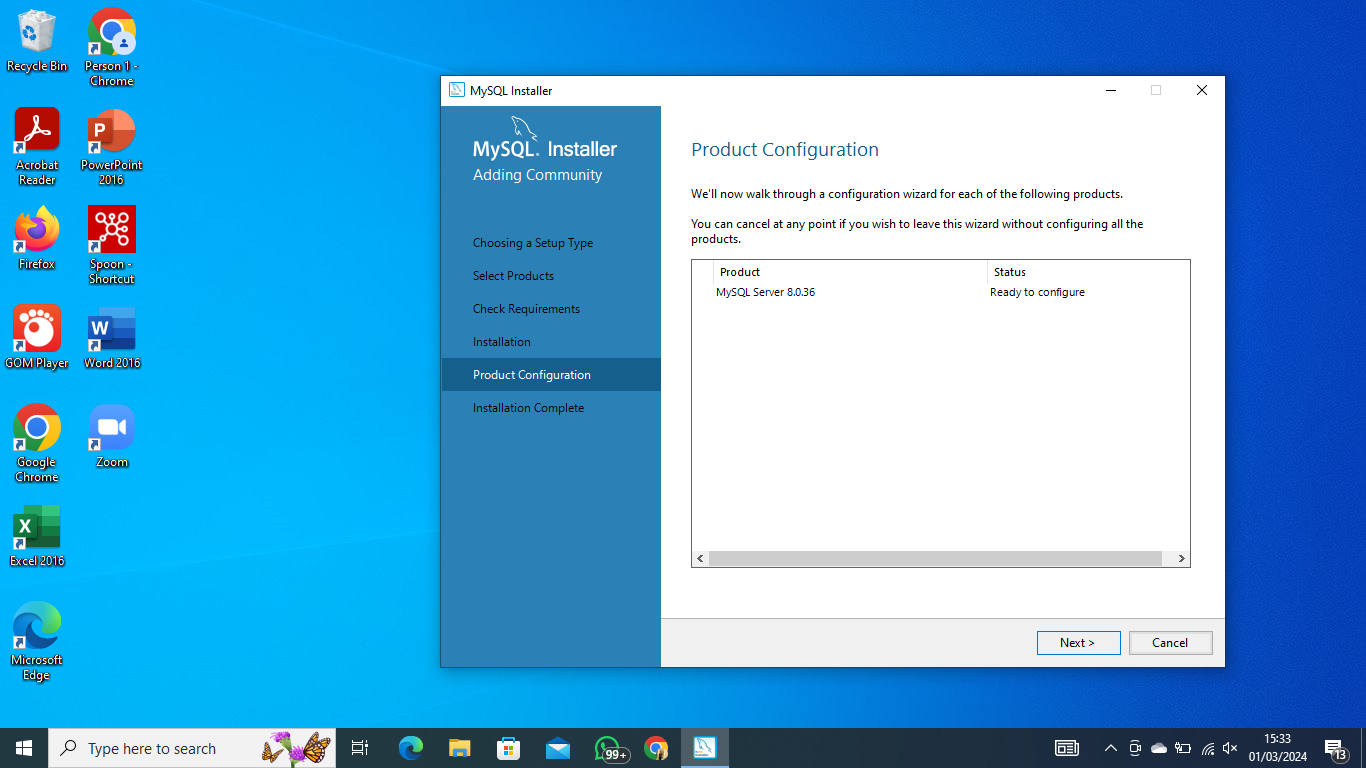 Recycle Bin
Person 1 -
Chrome
Acrobat
Reader
PowerPoint
2016
Firefox
Spoon -
Shortcut
GOM Player
Word 2016
Google
Chrome
Zoom
Excel 2016
Microsoft
Edge
MySQL Installer
MySQL. Installer
Adding Community
Choosing a Setup Type
Select Products
Check Requirements
Installation
Product Configuration
Installation Complete
Product Configuration
We'll now walk through a configuration wizard for each of the following products.
You can cancel at any point if you wish to leave this wizard without configuring all the
products.
Product Status
MySQL Server 8.0.36 Ready to configure
Next > Cancel
Type here to search
99+
15:33
01/03/2024
13